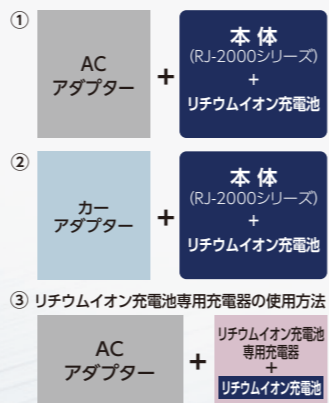 ①
AC
アダプター
+
本 体
(RJ-2000シリーズ)
+
リチウムイオン充電池
②
カー
アダプター
+
本 体
(RJ-2000シリーズ)
+
リチウムイオン充電池
③ リチウムイオン充電池専用充電器の使用方法
AC
アダプター
+
リチウムイオン充電池
専用充電器
+
リチウムイオン充電池